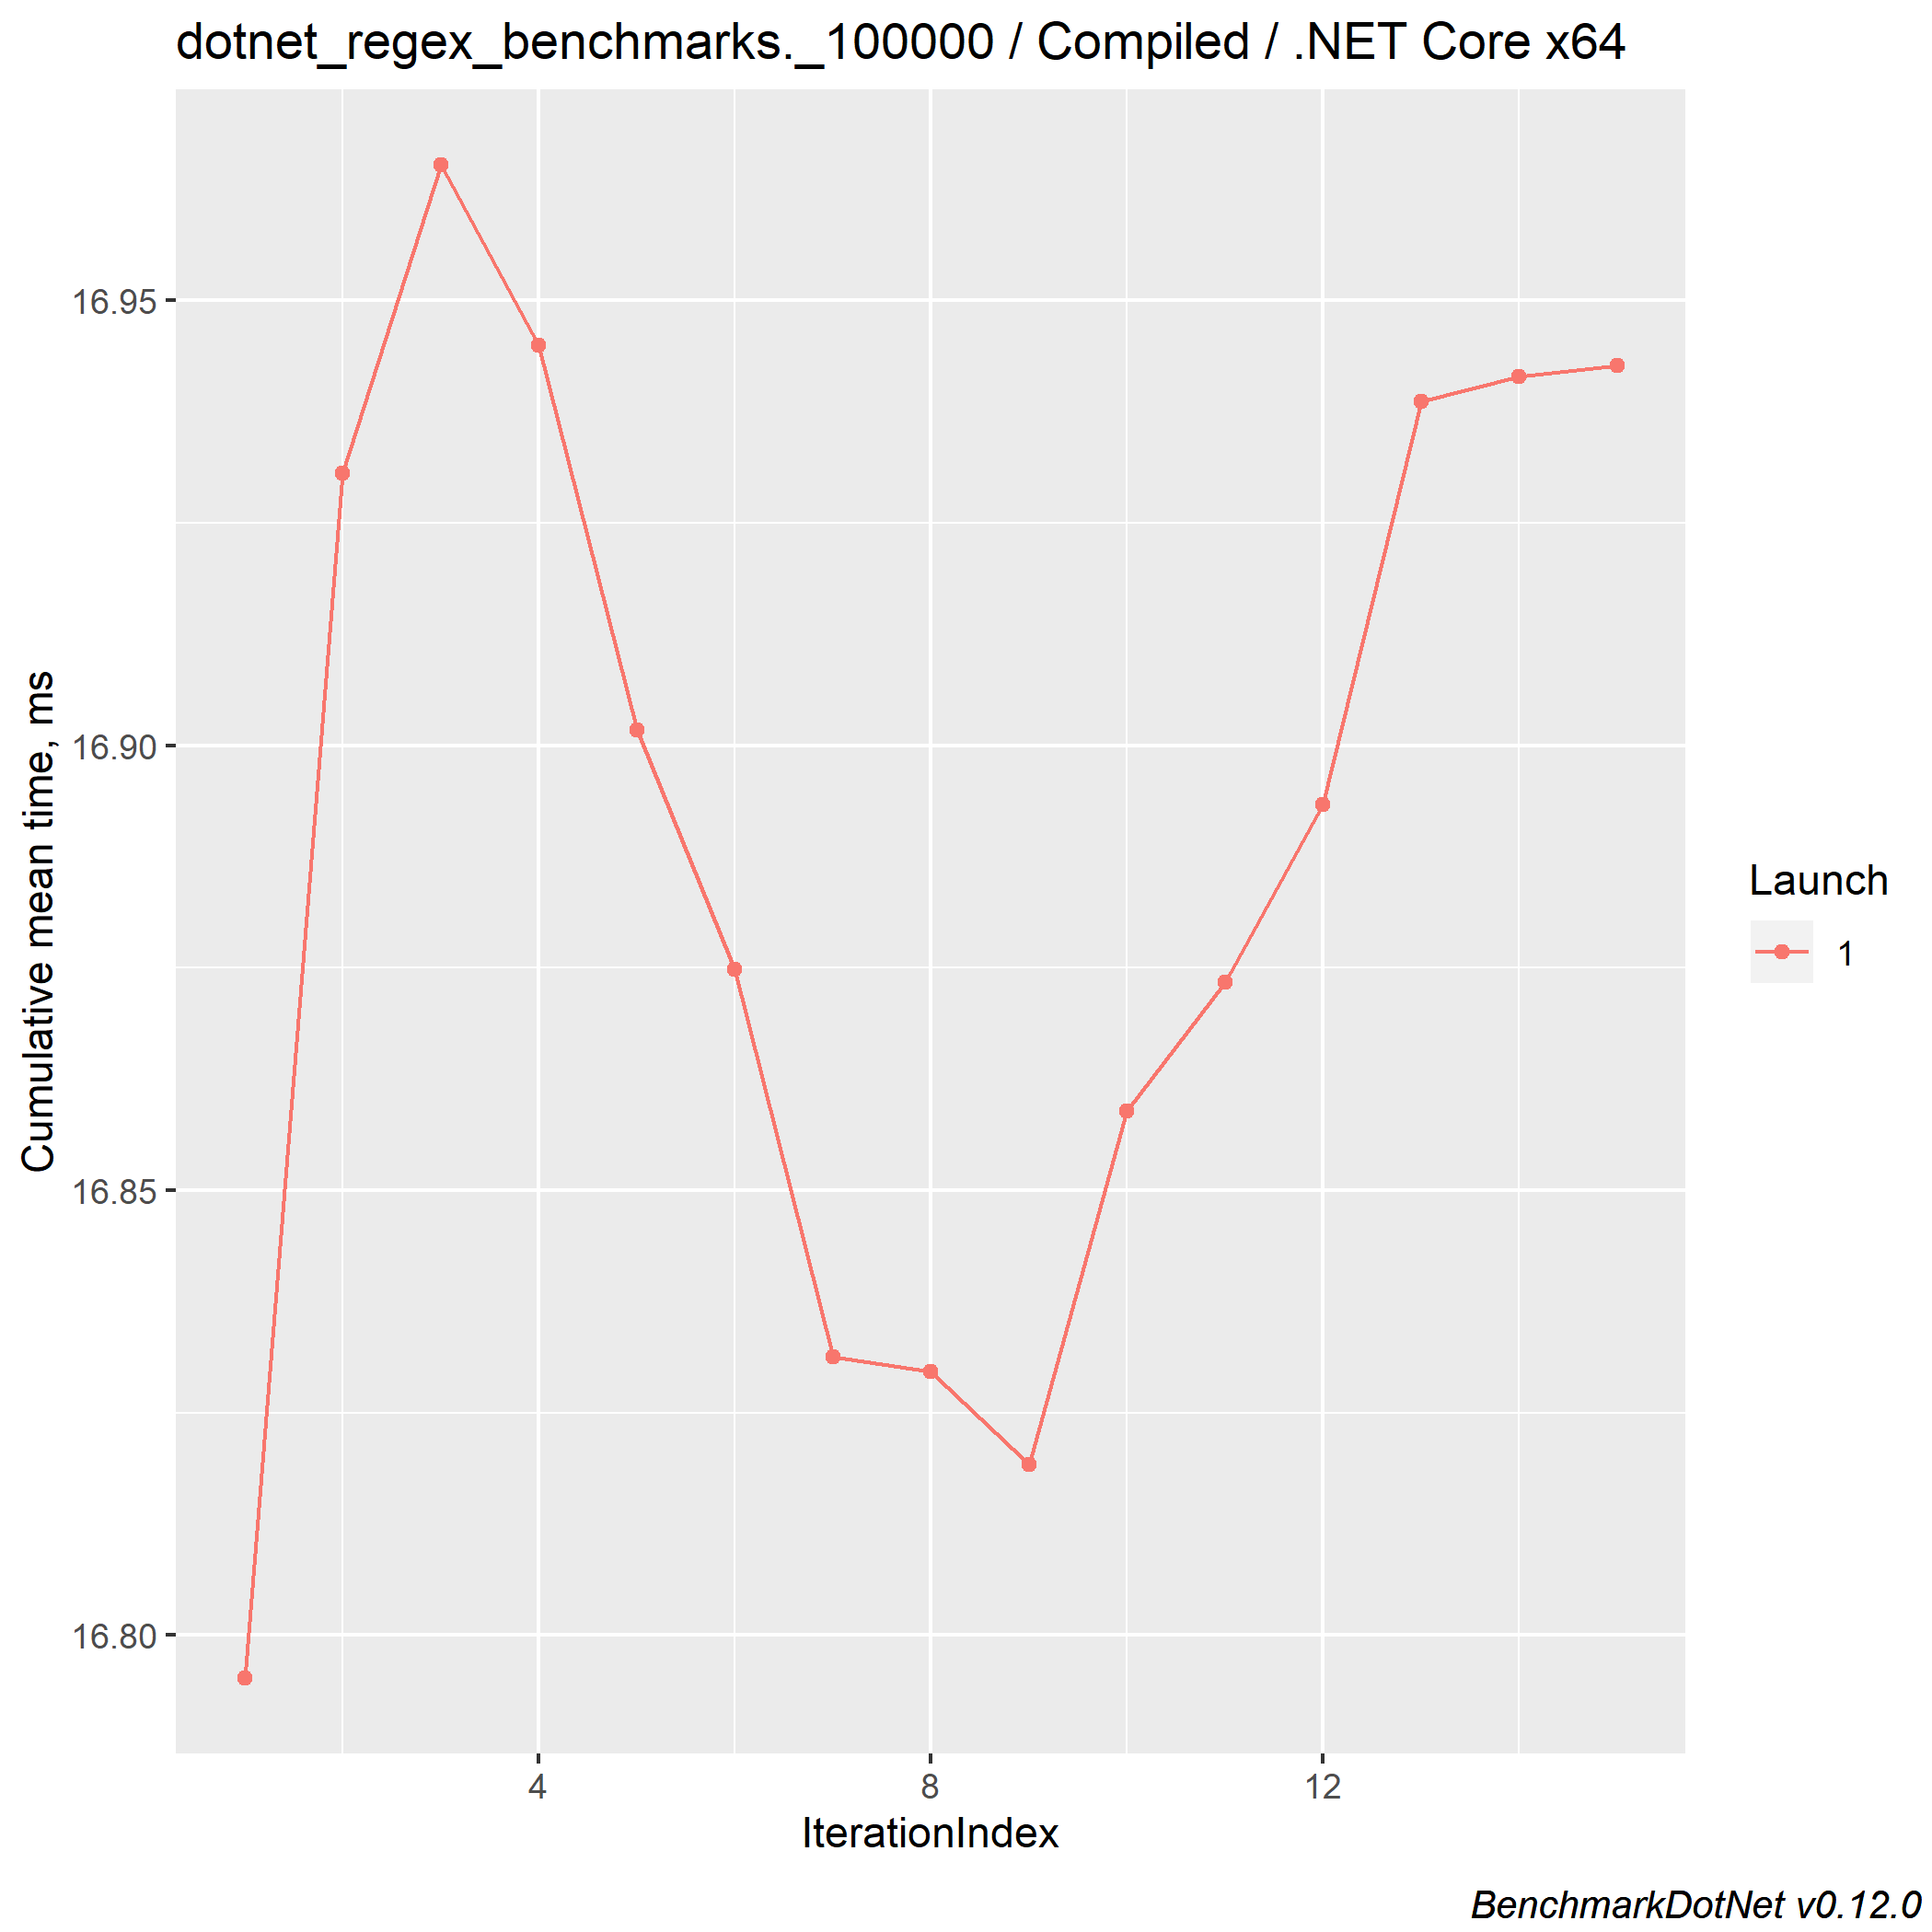 dotnet_regex_benchmarks._100000 / Compiled / .NET Core x64
Cumulative mean time, ms
16.95
16.90
16.85
16.80
4 8 12
IterationIndex
Launch
1
BenchmarkDotNet v0.12.0